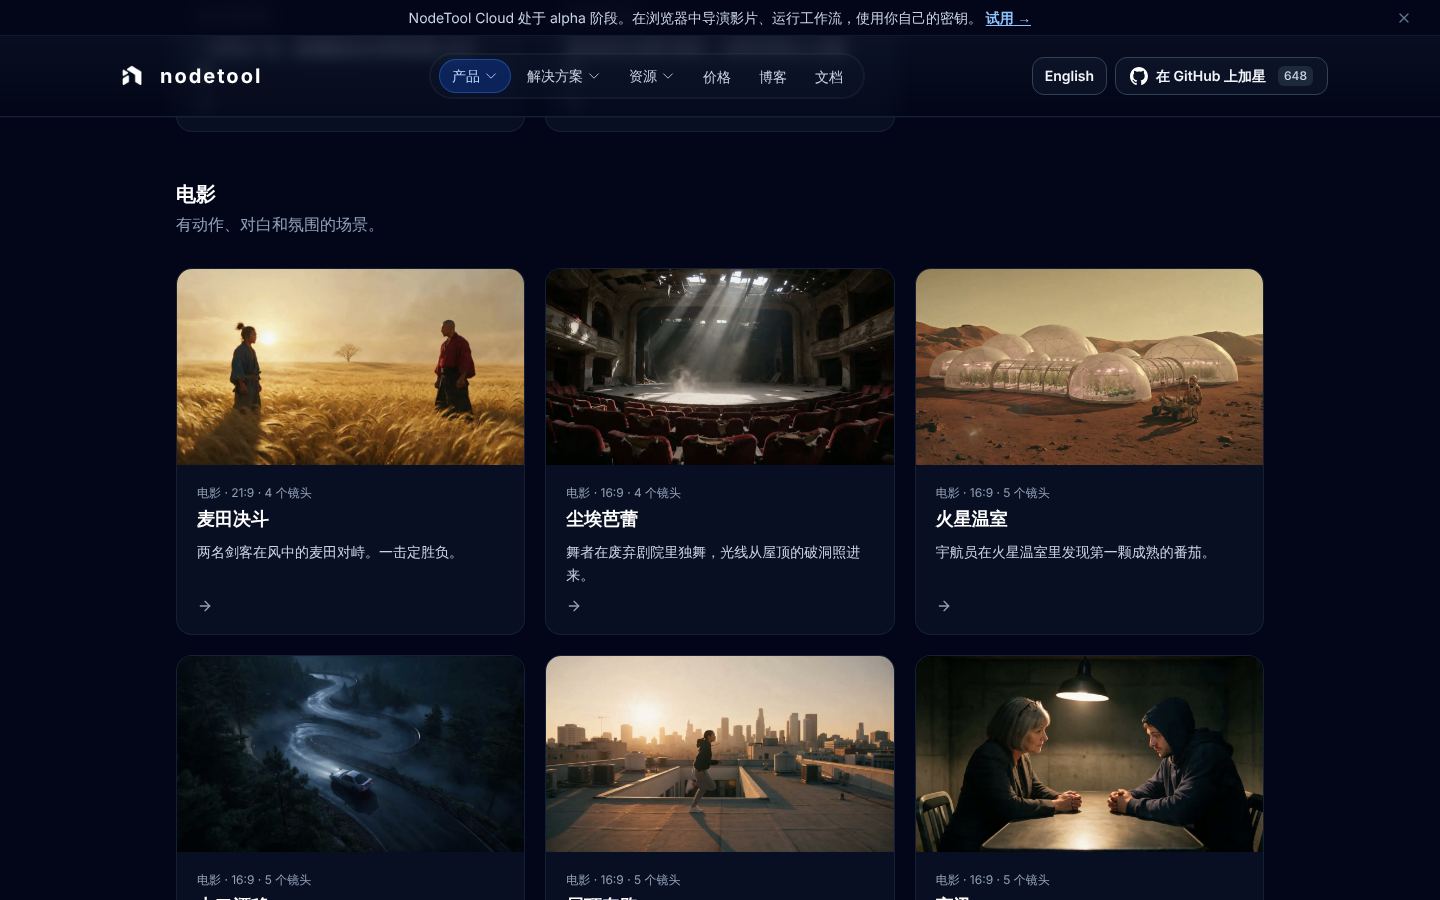 NodeTool Cloud 处于 alpha 阶段。在浏览器中导演影片、运行工作流，使用你自己的密钥。 试用 →
nodetool
产品
解决方案
资源
价格
博客
文档
English
在 GitHub 上加星 648
电影
有动作、对白和氛围的场景。
电影 · 21:9 · 4 个镜头
麦田决斗
两名剑客在风中的麦田对峙。一击定胜负。
→
电影 · 16:9 · 4 个镜头
尘埃芭蕾
舞者在废弃剧院里独舞，光线从屋顶的破洞照进
来。
→
电影 · 16:9 · 5 个镜头
火星温室
宇航员在火星温室里发现第一颗成熟的番茄。
→
电影 · 16:9 · 5 个镜头
电影 · 16:9 · 5 个镜头
电影 · 16:9 · 5 个镜头